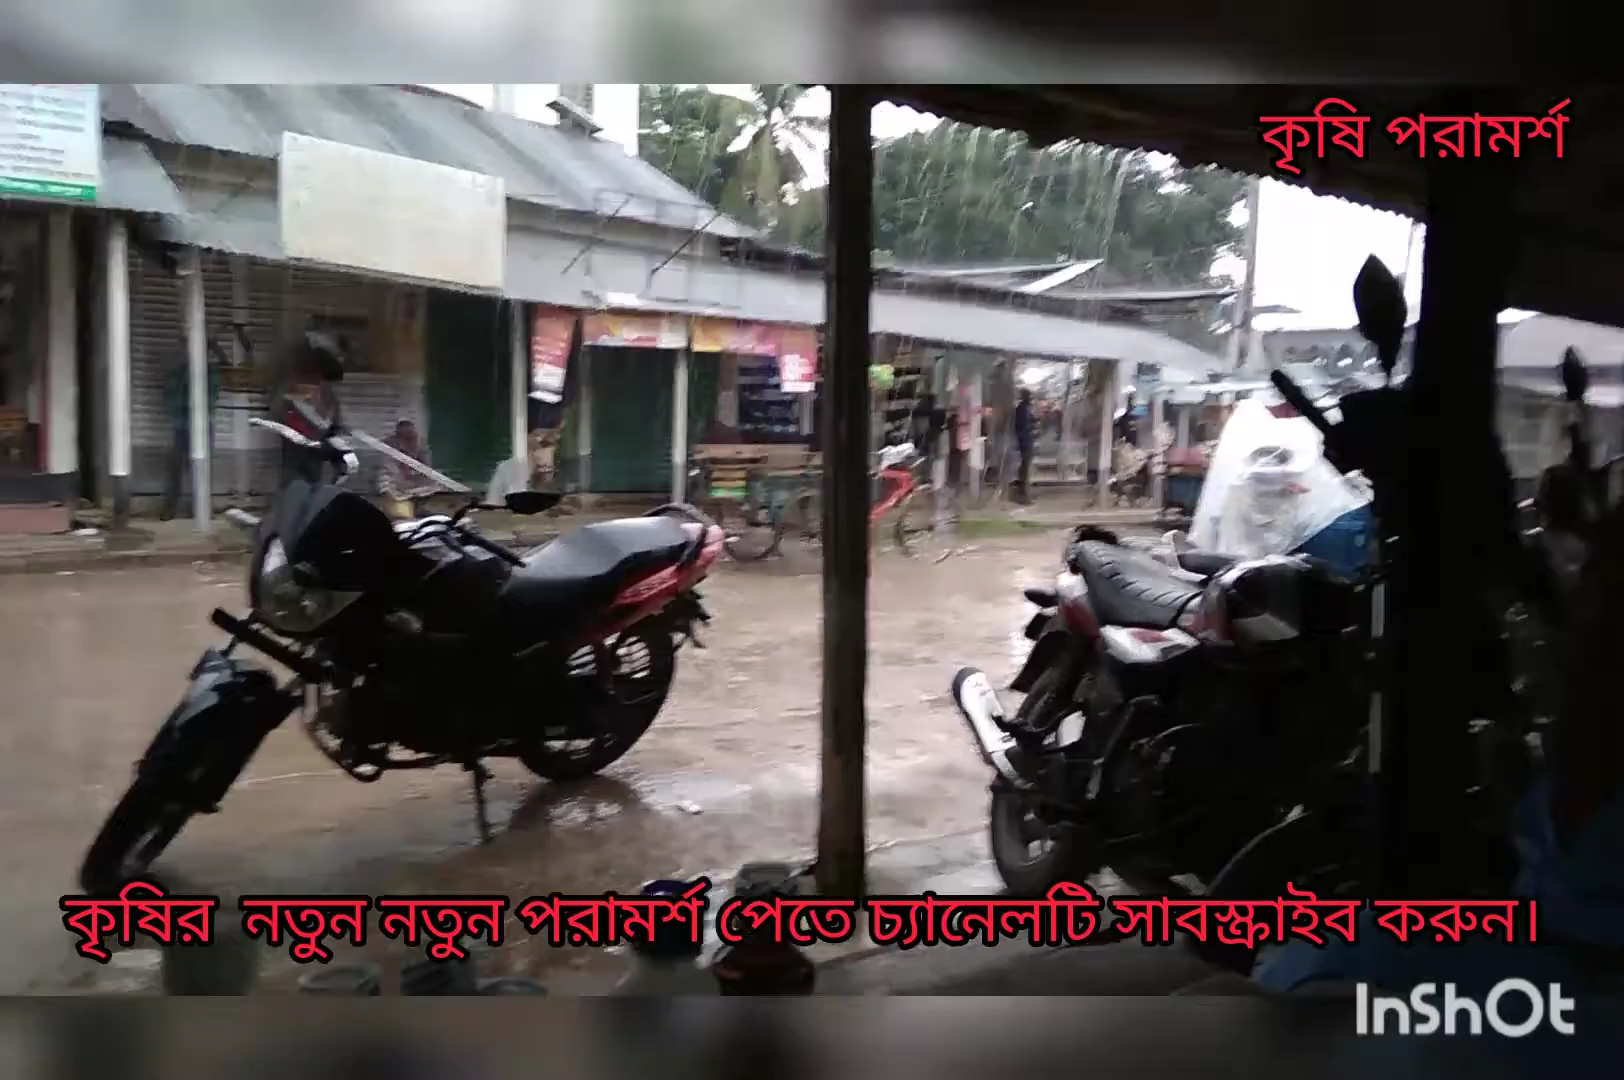 কৃষি পরামর্শ
কৃষির নতুন নতুন পরামর্শ পেতে চ্যানেলটি সাবস্ক্রাইব করুন।
InShOt